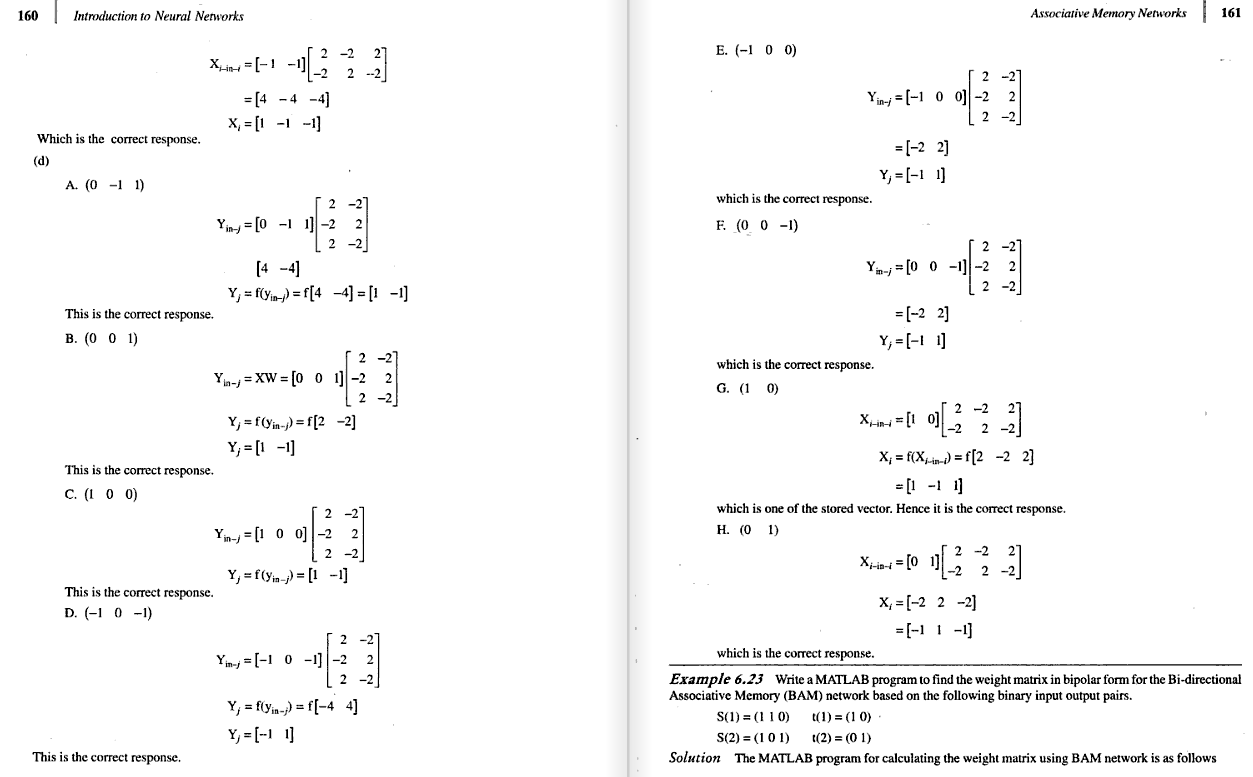 160 Introduction to Neural Networks
X_{i-in-i} = [-1 -1] [2 -2 2; -2 2 --2]
= [4 -4 -4]
X_i = [1 -1 -1]
Which is the correct response.
(d)
A. (0 -1 1)
Y_{in-j} = [0 -1 1] [2 -2; -2 2; 2 -2]
[4 -4]
Y_j = f(y_{in-j}) = f[4 -4] = [1 -1]
This is the correct response.
B. (0 0 1)
Y_{in-j} = XW = [0 0 1] [2 -2; -2 2; 2 -2]
Y_j = f(y_{in-j}) = f[2 -2]
Y_j = [1 -1]
This is the correct response.
C. (1 0 0)
Y_{in-j} = [1 0 0] [2 -2; -2 2; 2 -2]
Y_j = f(y_{in-j}) = [1 -1]
This is the correct response.
D. (-1 0 -1)
Y_{in-j} = [-1 0 -1] [2 -2; -2 2; 2 -2]
Y_j = f(y_{in-j}) = f[-4 4]
Y_j = [-1 1]
This is the correct response.
Associative Memory Networks 161
E. (-1 0 0)
Y_{in-j} = [-1 0 0] [2 -2; -2 2; 2 -2]
= [-2 2]
Y_j = [-1 1]
which is the correct response.
F. (0 0 -1)
Y_{in-j} = [0 0 -1] [2 -2; -2 2; 2 -2]
= [-2 2]
Y_j = [-1 1]
which is the correct response.
G. (1 0)
X_{i-in-i} = [1 0] [2 -2 2; -2 2 -2]
X_i = f(X_{i-in-i}) = f[2 -2 2]
= [1 -1 1]
which is one of the stored vector. Hence it is the correct response.
H. (0 1)
X_{i-in-i} = [0 1] [2 -2 2; -2 2 -2]
X_i = [-2 2 -2]
= [-1 1 -1]
which is the correct response.
Example 6.23 Write a MATLAB program to find the weight matrix in bipolar form for the Bi-directional
Associative Memory (BAM) network based on the following binary input output pairs.
S(1) = (1 1 0) t(1) = (1 0)
S(2) = (1 0 1) t(2) = (0 1)
Solution The MATLAB program for calculating the weight matrix using BAM network is as follows